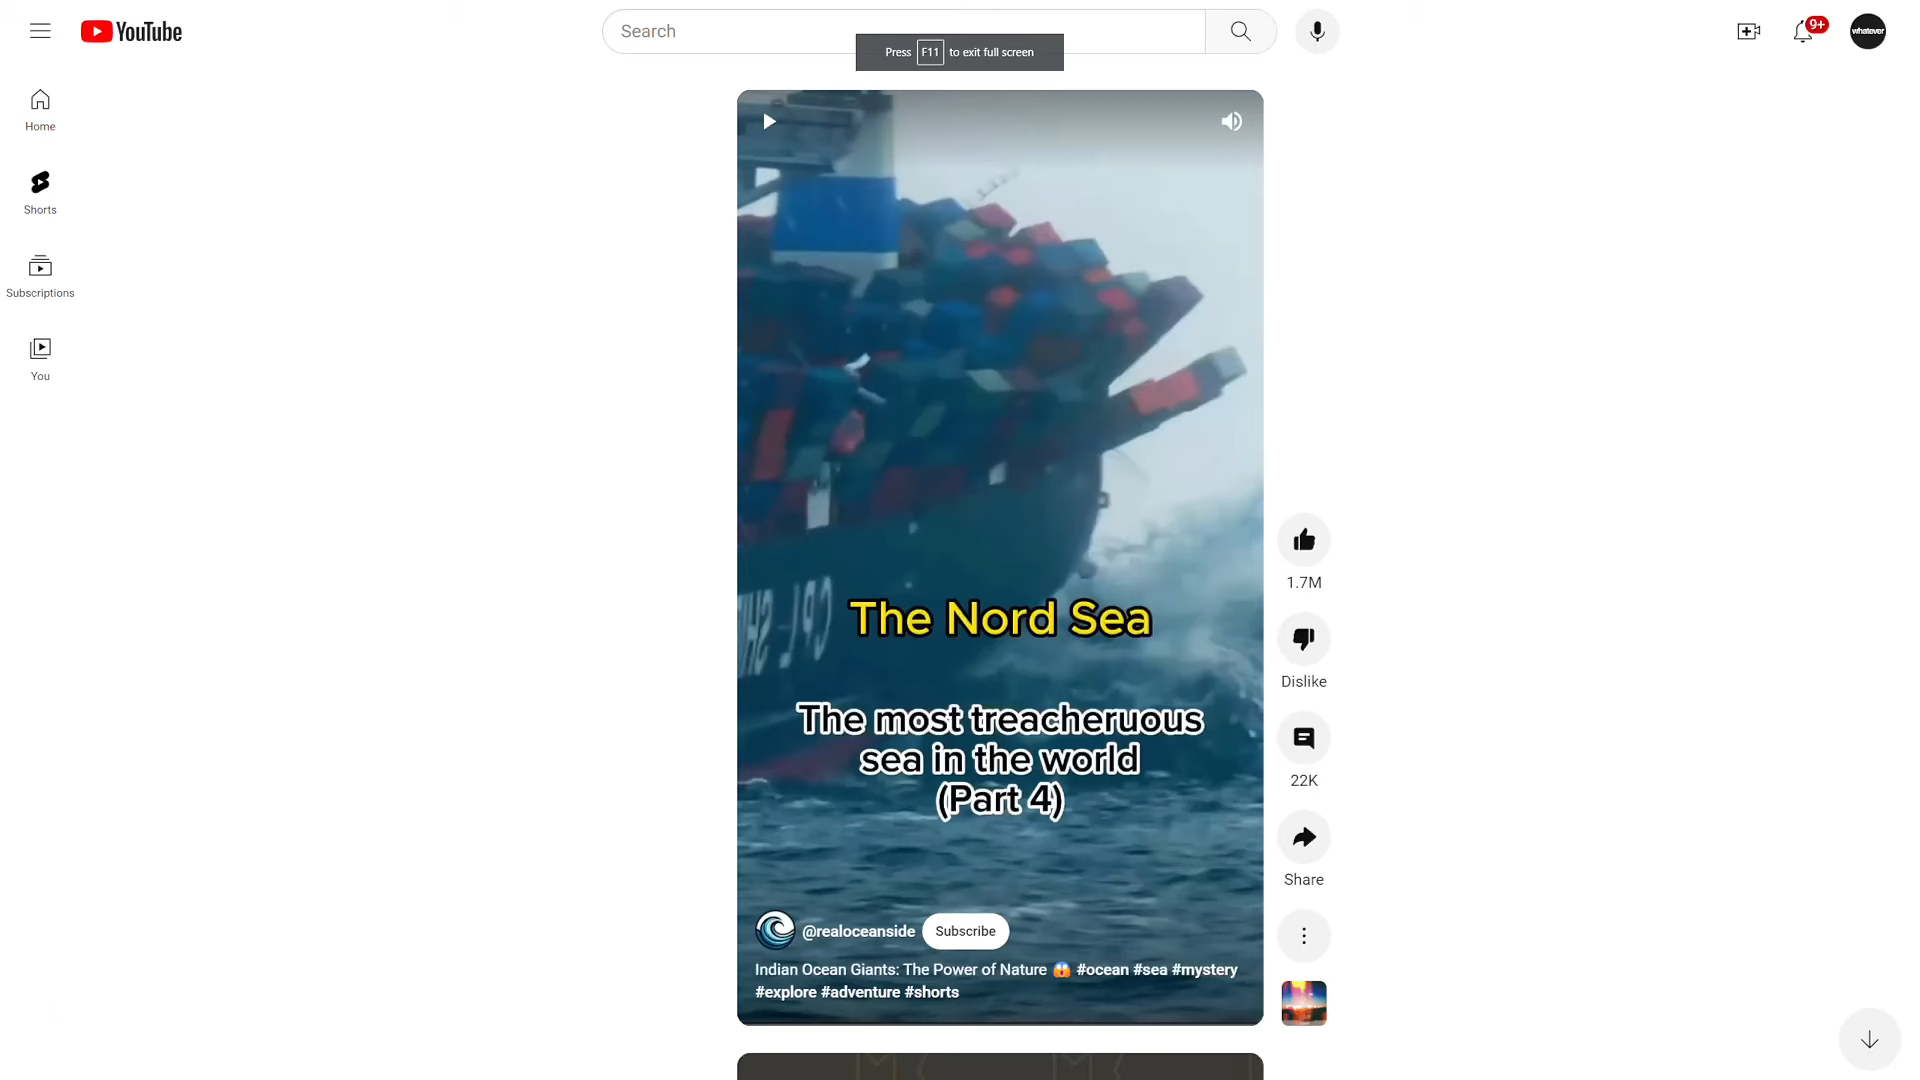 YouTube
Search
Press F11 to exit full screen
9+
whatever
Home
Shorts
Subscriptions
You
The Nord Sea
The most treacheruous
sea in the world
(Part 4)
1.7M
Dislike
22K
Share
@realoceanside Subscribe
Indian Ocean Giants: The Power of Nature 😱 #ocean #sea #mystery
#explore #adventure #shorts